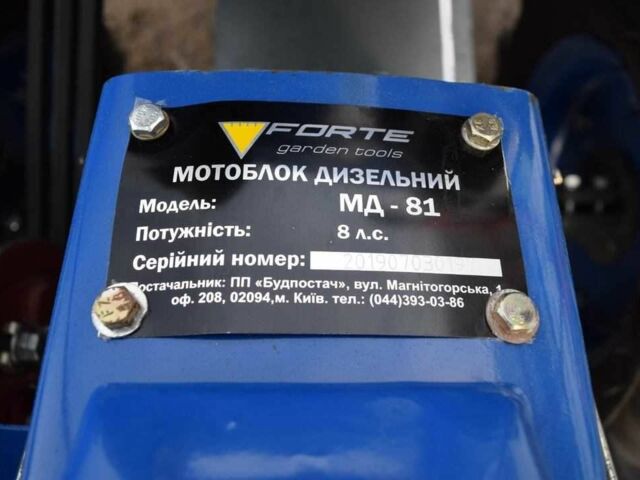 FORTE
garden tools
МОТОБЛОК ДИЗЕЛЬНИЙ
Модель: МД - 81
Потужність: 8 л.с.
Серійний номер:
Постачальник: ПП «Будпостач», вул. Магнітогорська, 1
оф. 208, 02094,м. Київ. тел.: (044)393-03-86